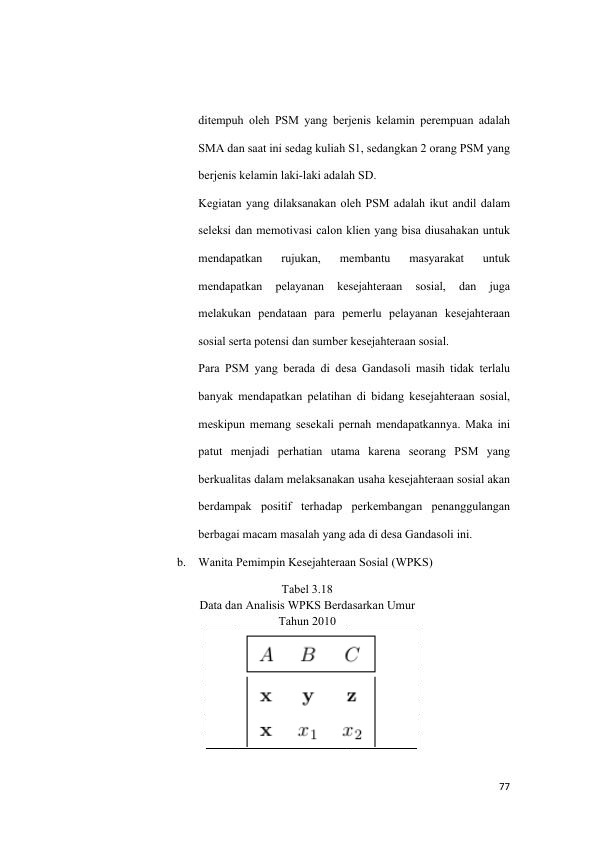 ditempuh oleh PSM yang berjenis kelamin perempuan adalah
SMA dan saat ini sedag kuliah S1, sedangkan 2 orang PSM yang
berjenis kelamin laki-laki adalah SD.
Kegiatan yang dilaksanakan oleh PSM adalah ikut andil dalam
seleksi dan memotivasi calon klien yang bisa diusahakan untuk
mendapatkan rujukan, membantu masyarakat untuk
mendapatkan pelayanan kesejahteraan sosial, dan juga
melakukan pendataan para pemerlu pelayanan kesejahteraan
sosial serta potensi dan sumber kesejahteraan sosial.
Para PSM yang berada di desa Gandasoli masih tidak terlalu
banyak mendapatkan pelatihan di bidang kesejahteraan sosial,
meskipun memang sesekali pernah mendapatkannya. Maka ini
patut menjadi perhatian utama karena seorang PSM yang
berkualitas dalam melaksanakan usaha kesejahteraan sosial akan
berdampak positif terhadap perkembangan penanggulangan
berbagai macam masalah yang ada di desa Gandasoli ini.
b. Wanita Pemimpin Kesejahteraan Sosial (WPKS)
Tabel 3.18
Data dan Analisis WPKS Berdasarkan Umur
Tahun 2010
A B C
x y z
x x₁ x₂
77